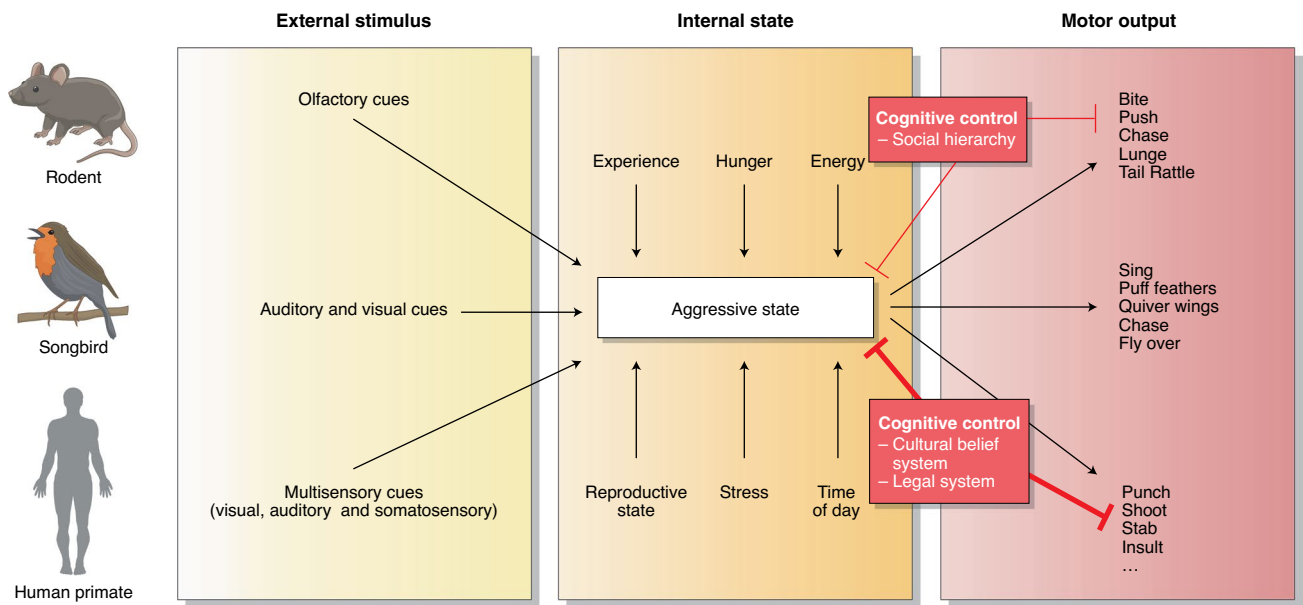 External stimulus
Internal state
Motor output
Rodent
Songbird
Human primate
Olfactory cues
Auditory and visual cues
Multisensory cues
(visual, auditory and somatosensory)
Experience
Hunger
Energy
Aggressive state
Reproductive
state
Stress
Time
of day
Cognitive control
– Social hierarchy
Cognitive control
– Cultural belief
system
– Legal system
Bite
Push
Chase
Lunge
Tail Rattle
Sing
Puff feathers
Quiver wings
Chase
Fly over
Punch
Shoot
Stab
Insult
...